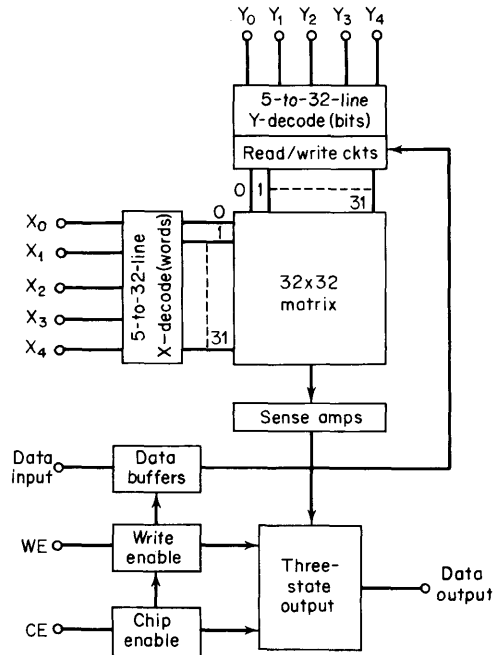 Y0 Y1 Y2 Y3 Y4
5-to-32-line
Y-decode (bits)
Read/write ckts
0 1 31
X0
X1
X2
X3
X4
5-to-32-line
X-decode (words)
0
1
31
32x32
matrix
Sense amps
Data
input
Data
buffers
WE
Write
enable
CE
Chip
enable
Three-
state
output
Data
output